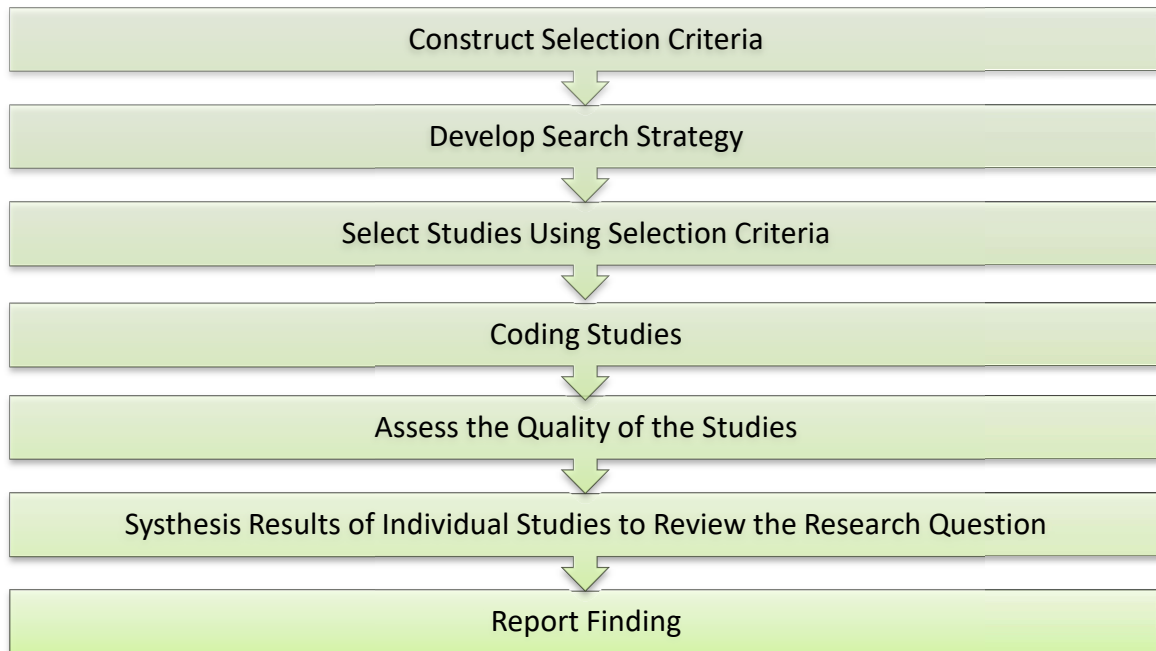 Construct Selection Criteria
Develop Search Strategy
Select Studies Using Selection Criteria
Coding Studies
Assess the Quality of the Studies
Systhesis Results of Individual Studies to Review the Research Question
Report Finding